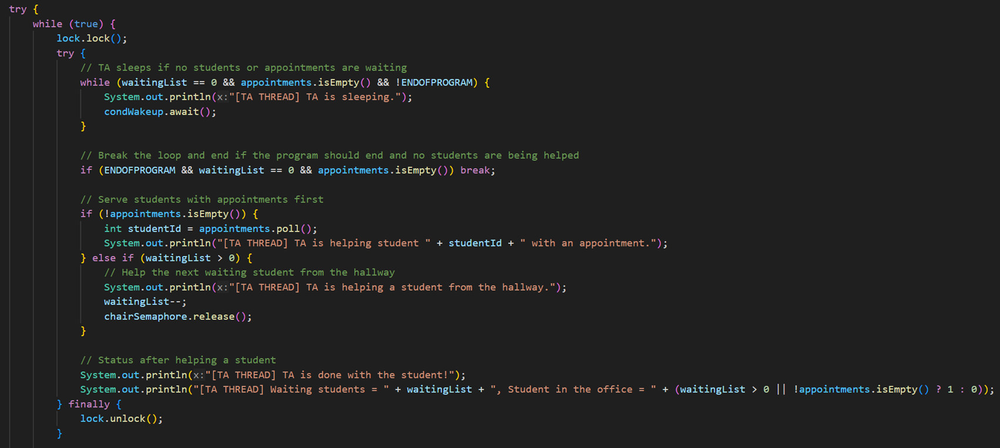 try {
while (true) {
lock.lock();
try {
// TA sleeps if no students or appointments are waiting
while (waitingList == 0 && appointments.isEmpty() && !ENDOFPROGRAM) {
System.out.println(x:"[TA THREAD] TA is sleeping.");
condWakeup.await();
}
// Break the loop and end if the program should end and no students are being helped
if (ENDOFPROGRAM && waitingList == 0 && appointments.isEmpty()) break;
// Serve students with appointments first
if (!appointments.isEmpty()) {
int studentId = appointments.poll();
System.out.println("[TA THREAD] TA is helping student " + studentId + " with an appointment.");
} else if (waitingList > 0) {
// Help the next waiting student from the hallway
System.out.println(x:"[TA THREAD] TA is helping a student from the hallway.");
waitingList--;
chairSemaphore.release();
}
// Status after helping a student
System.out.println(x:"[TA THREAD] TA is done with the student!");
System.out.println("[TA THREAD] Waiting students = " + waitingList + ", Student in the office = " + (waitingList > 0 || !appointments.isEmpty() ? 1 : 0));
} finally {
lock.unlock();
}